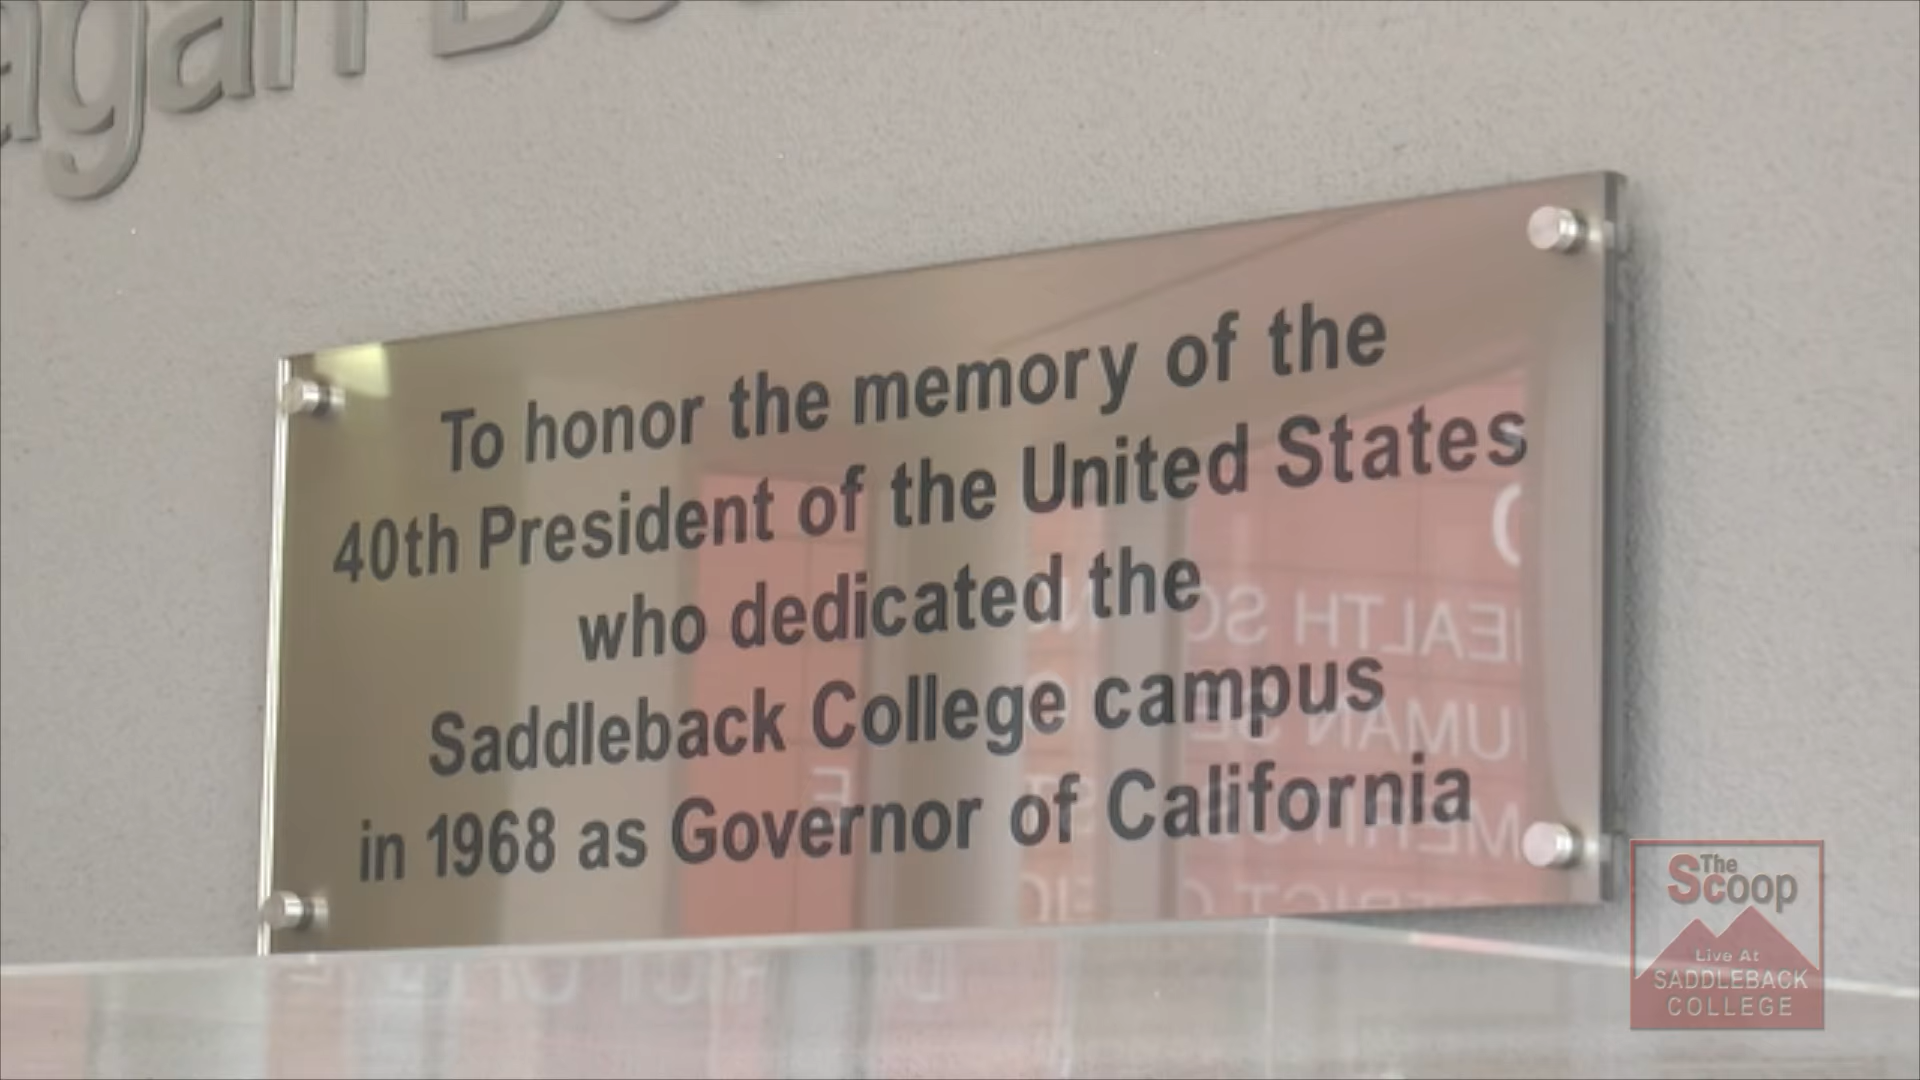 To honor the memory of the
40th President of the United States
who dedicated the
Saddleback College campus
in 1968 as Governor of California
The
Scoop
Live At
SADDLEBACK
COLLEGE